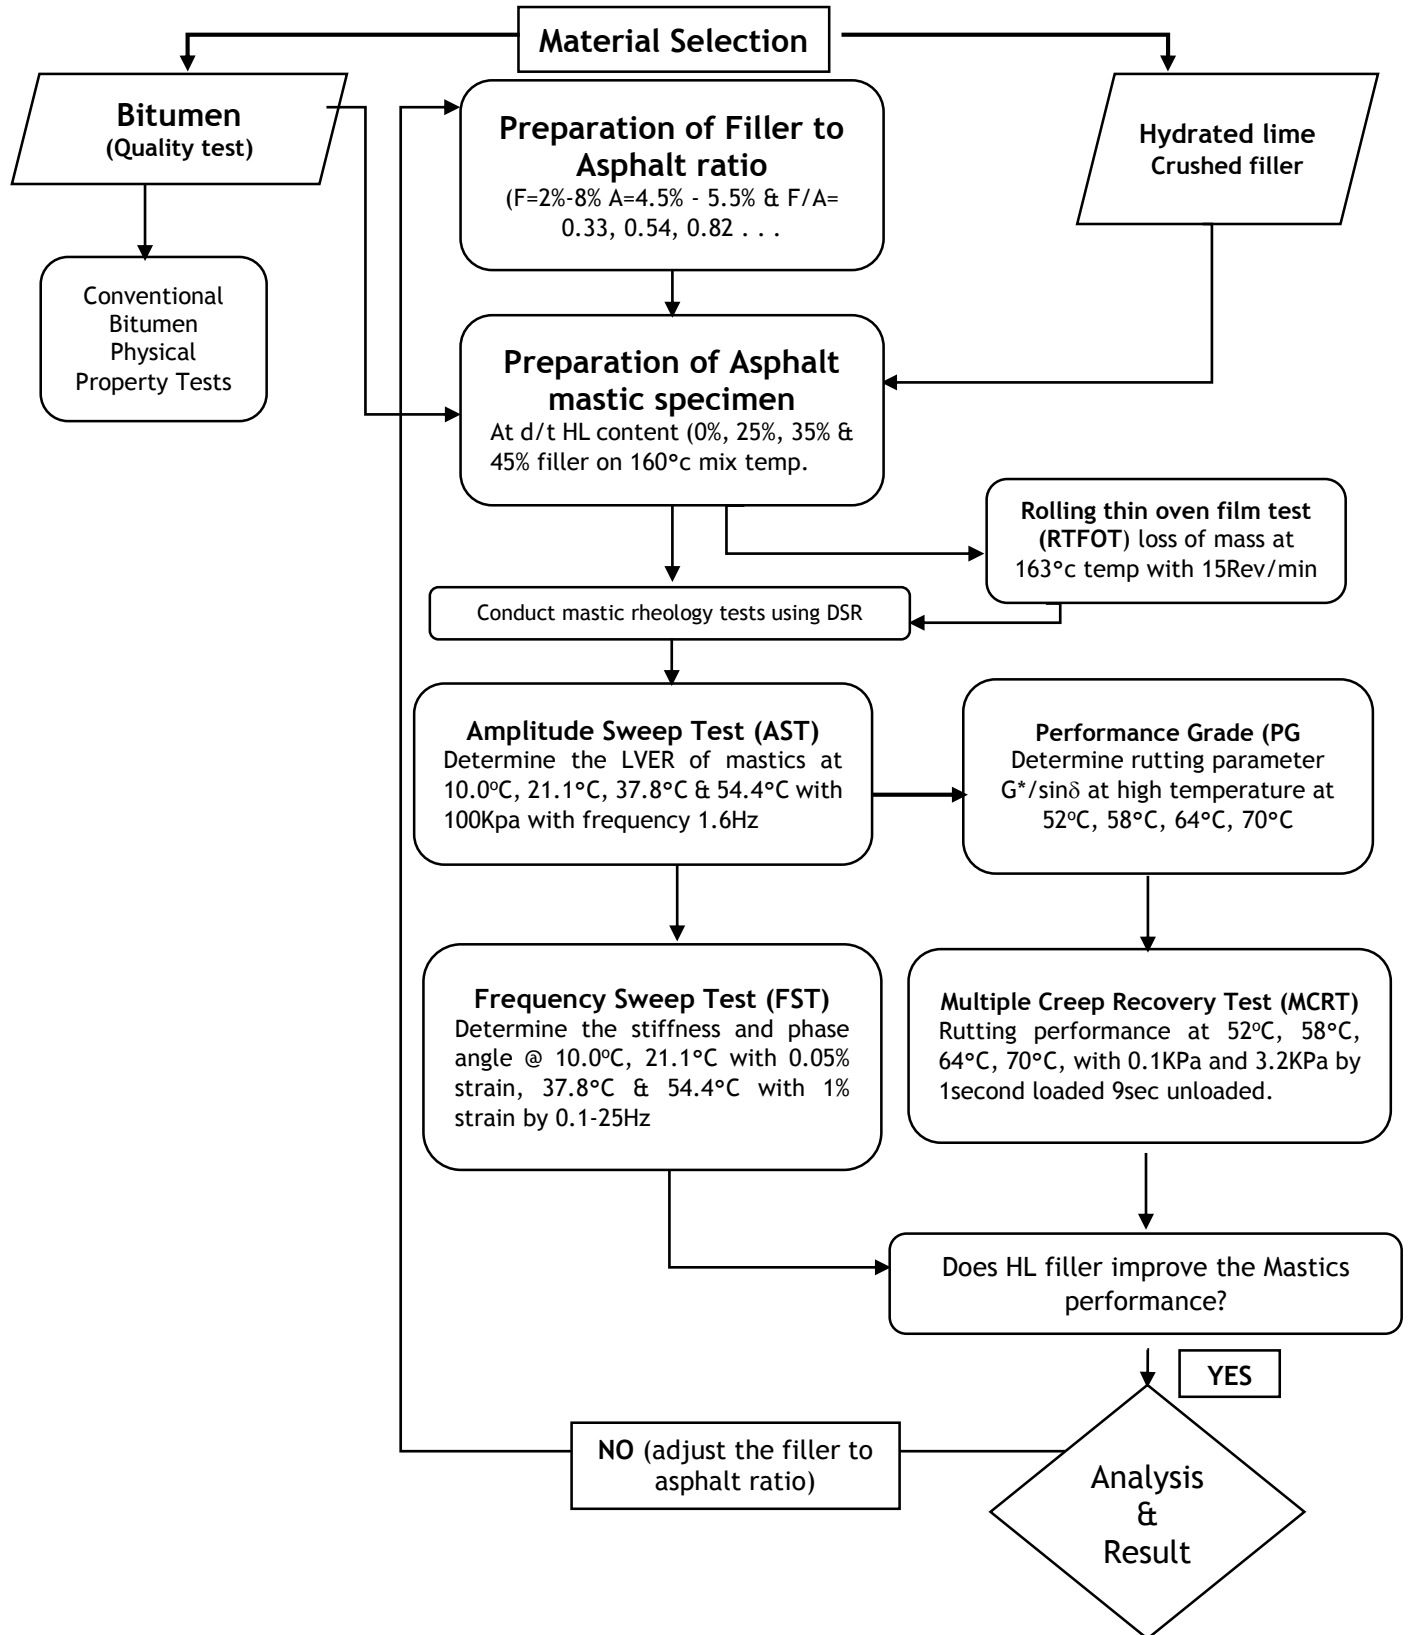 Material Selection
Bitumen
(Quality test)
Preparation of Filler to
Asphalt ratio
(F=2%-8% A=4.5% - 5.5% & F/A=
0.33, 0.54, 0.82 . . .
Hydrated lime
Crushed filler
Conventional
Bitumen
Physical
Property Tests
Preparation of Asphalt
mastic specimen
At d/t HL content (0%, 25%, 35% &
45% filler on 160°c mix temp.
Rolling thin oven film test
(RTFOT) loss of mass at
163°c temp with 15Rev/min
Conduct mastic rheology tests using DSR
Amplitude Sweep Test (AST)
Determine the LVER of mastics at
10.0ºC, 21.1°C, 37.8°C & 54.4°C with
100Kpa with frequency 1.6Hz
Performance Grade (PG
Determine rutting parameter
G*/sinδ at high temperature at
52ºC, 58°C, 64°C, 70°C
Frequency Sweep Test (FST)
Determine the stiffness and phase
angle @ 10.0ºC, 21.1°C with 0.05%
strain, 37.8°C & 54.4°C with 1%
strain by 0.1-25Hz
Multiple Creep Recovery Test (MCRT)
Rutting performance at 52ºC, 58°C,
64°C, 70°C, with 0.1KPa and 3.2KPa by
1second loaded 9sec unloaded.
Does HL filler improve the Mastics
performance?
YES
NO (adjust the filler to
asphalt ratio)
Analysis
&
Result